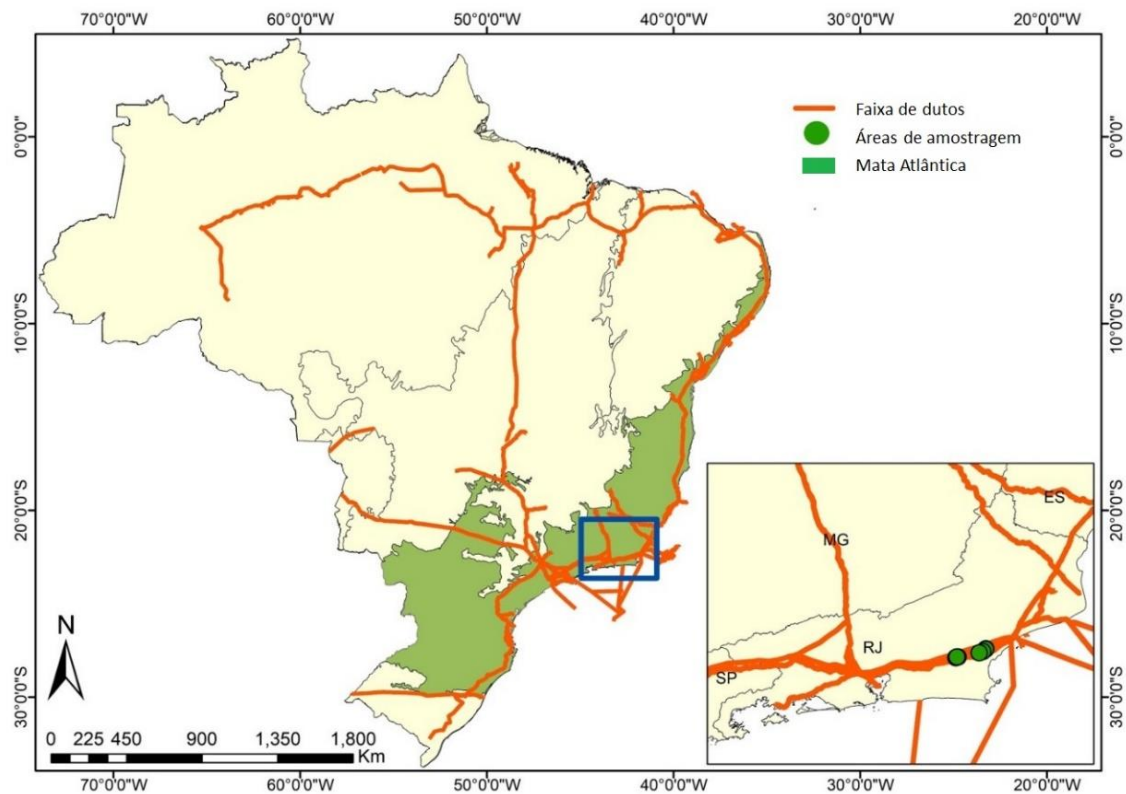 70°0'0"W 60°0'0"W 50°0'0"W 40°0'0"W 30°0'0"W 20°0'0"W
Faixa de dutos
Áreas de amostragem
Mata Atlântica
0°0'0" 0°0'0"
10°0'0"S 10°0'0"S
20°0'0"S 20°0'0"S
30°0'0"S 30°0'0"S
ES
MG
RJ
SP
N
0 225 450 900 1,350 1,800
Km
70°0'0"W 60°0'0"W 50°0'0"W 40°0'0"W 30°0'0"W 20°0'0"W